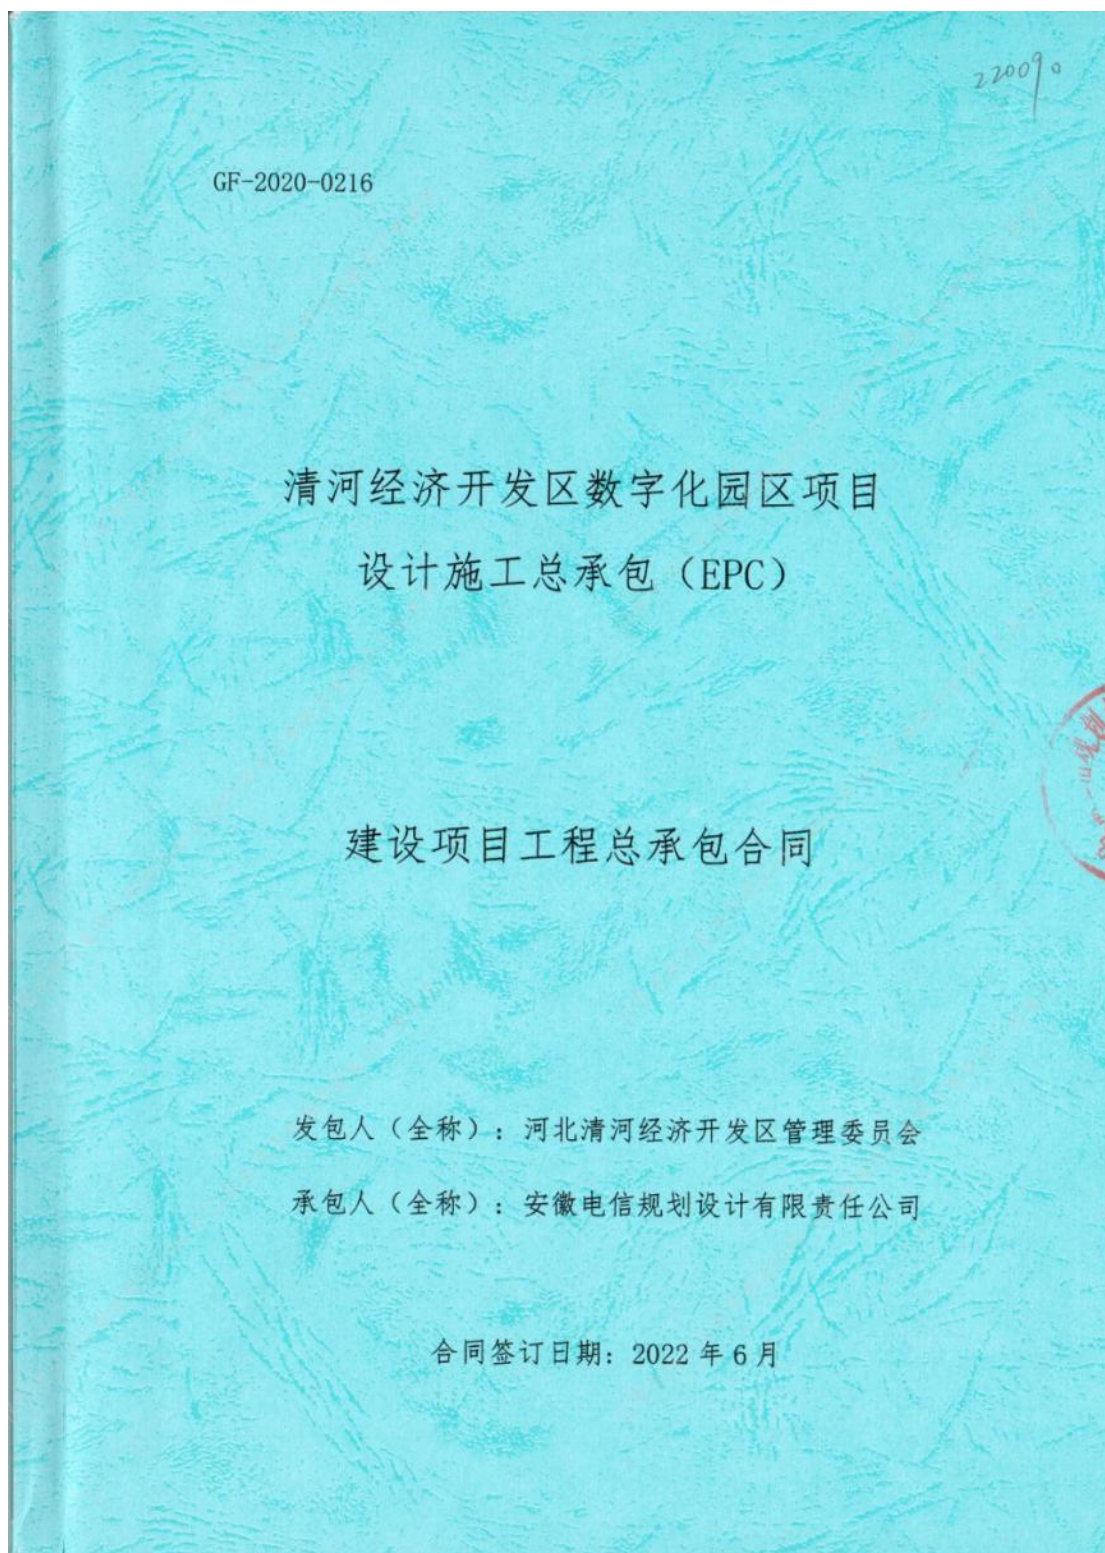 220090
GF-2020-0216
清河经济开发区数字化园区项目
设计施工总承包（EPC）
建设项目工程总承包合同
发包人（全称）：河北清河经济开发区管理委员会
承包人（全称）：安徽电信规划设计有限责任公司
合同签订日期：2022 年 6 月